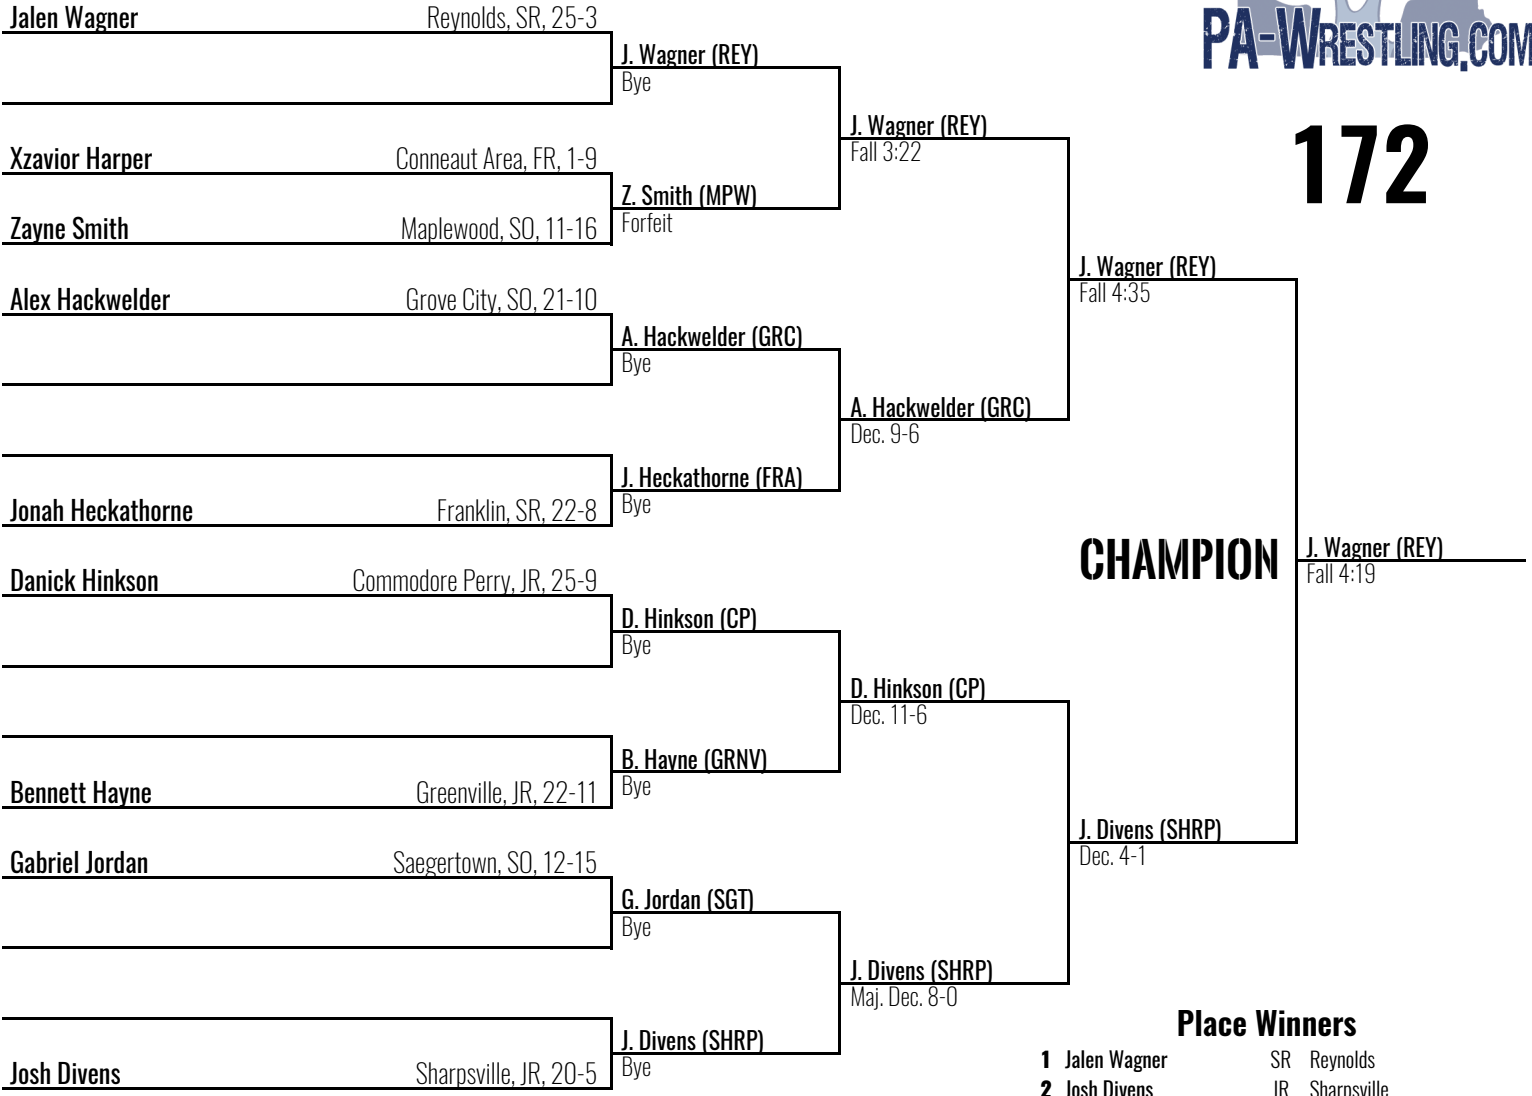 Jalen Wagner Reynolds, SR, 25-3
PA-WRESTLING.COM
J. Wagner (REY)
Bye
172
J. Wagner (REY)
Fall 3:22
Xzavior Harper Conneaut Area, FR, 1-9
Z. Smith (MPW)
Forfeit
Zayne Smith Maplewood, SO, 11-16
J. Wagner (REY)
Fall 4:35
Alex Hackwelder Grove City, SO, 21-10
A. Hackwelder (GRC)
Bye
A. Hackwelder (GRC)
Dec. 9-6
J. Heckathorne (FRA)
Bye
Jonah Heckathorne Franklin, SR, 22-8
CHAMPION
J. Wagner (REY)
Fall 4:19
Danick Hinkson Commodore Perry, JR, 25-9
D. Hinkson (CP)
Bye
D. Hinkson (CP)
Dec. 11-6
B. Hayne (GRNV)
Bye
Bennett Hayne Greenville, JR, 22-11
J. Divens (SHRP)
Dec. 4-1
Gabriel Jordan Saegertown, SO, 12-15
G. Jordan (SGT)
Bye
J. Divens (SHRP)
Maj. Dec. 8-0
J. Divens (SHRP)
Bye
Josh Divens Sharpsville, JR, 20-5
Place Winners
1 Jalen Wagner SR Reynolds
2 Josh Divens JR Sharpsville